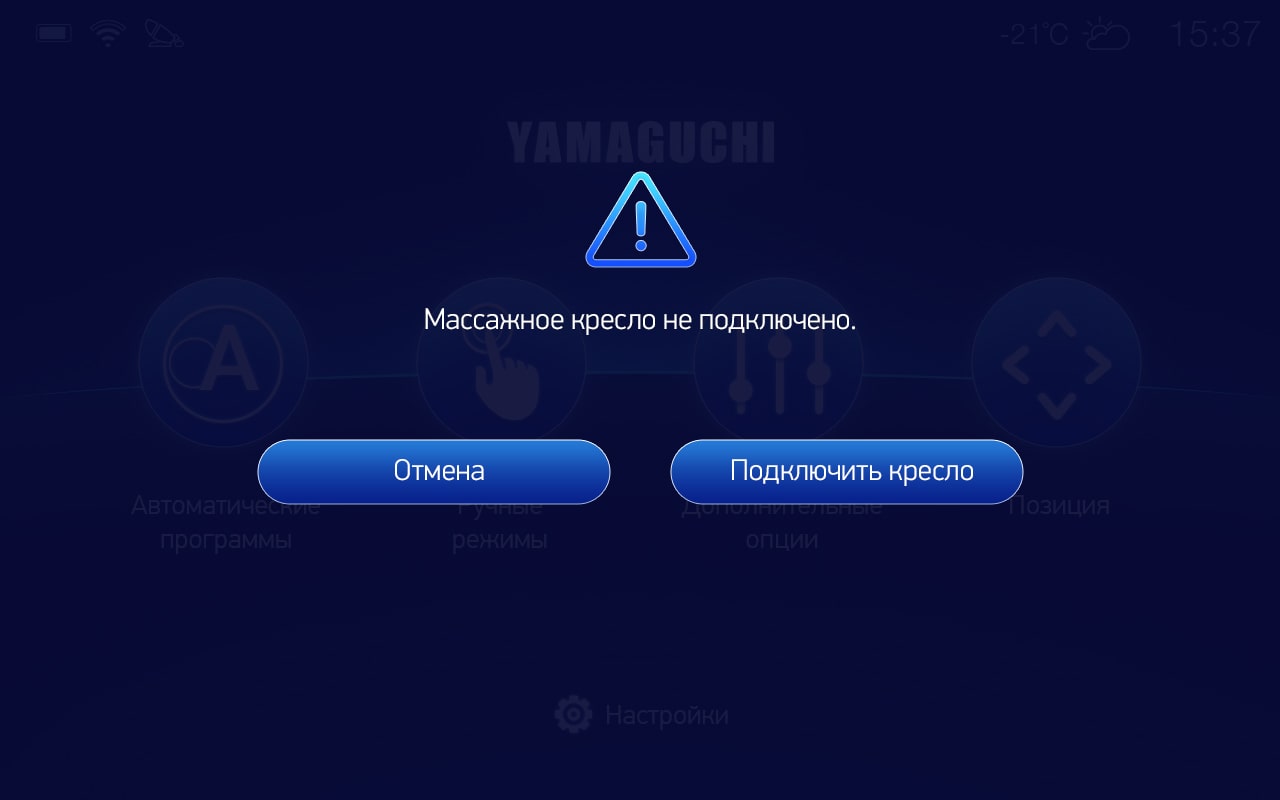 -21°C 15:37
YAMAGUCHI
Массажное кресло не подключено.
A
Отмена Подключить кресло
Автоматические Ручные Дополнительные Позиция
программы режимы опции
Настройки